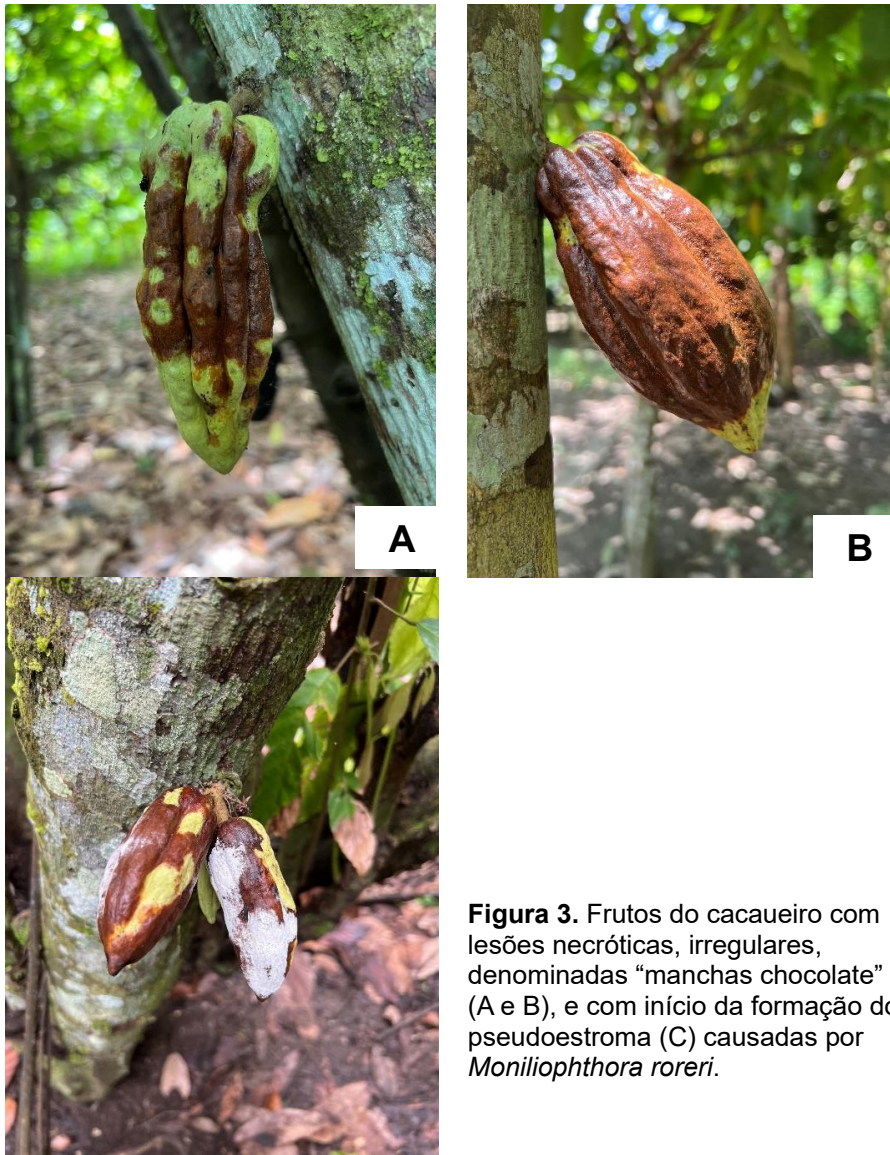 A
B
Figura 3. Frutos do cacaueiro com
lesões necróticas, irregulares,
denominadas “manchas chocolate”
(A e B), e com início da formação do
pseudoestroma (C) causadas por
Moniliophthora roreri.